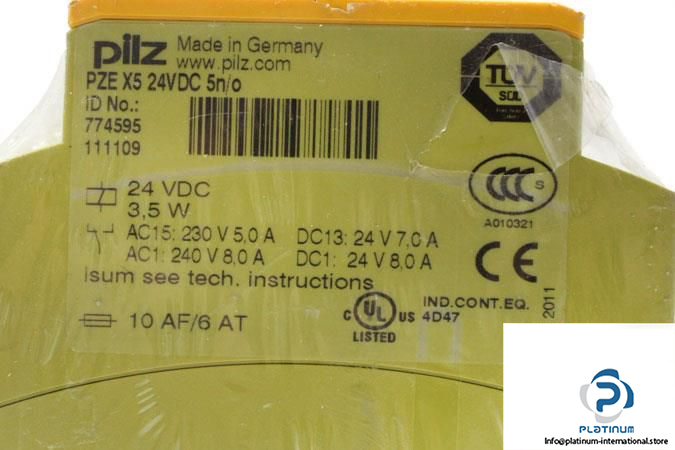 pilz Made in Germany
www.pilz.com
PZE X5 24VDC 5n/o
ID No.:
774595
111109
TÜV
SÜD
24 VDC
3,5 W
AC15: 230 V 5,0 A DC13: 24 V 7,0 A
AC1: 240 V 8,0 A DC1: 24 V 8,0 A
Isum see tech. instructions
10 AF/6 AT
CCC S
A010321
CE
2011
C UL US
LISTED
IND.CONT.EQ.
4D47
PLATINUM
Info@platinum-international.store